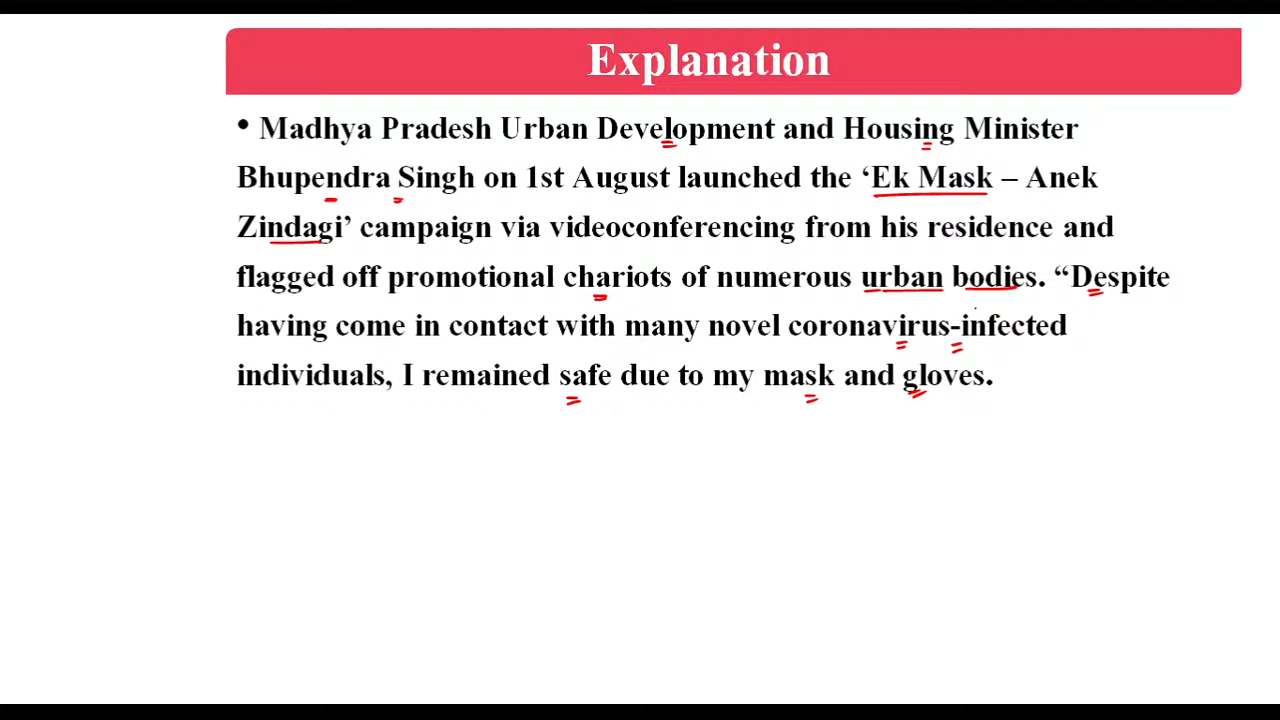 Explanation
• Madhya Pradesh Urban Development and Housing Minister
Bhupendra Singh on 1st August launched the ‘Ek Mask – Anek
Zindagi’ campaign via videoconferencing from his residence and
flagged off promotional chariots of numerous urban bodies. “Despite
having come in contact with many novel coronavirus-infected
individuals, I remained safe due to my mask and gloves.